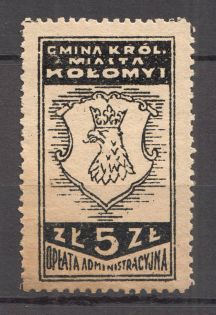 GMINA KRÓL.
MIASTA
KOŁOMYI
ZŁ 5 ZŁ
OPŁATA ADMINISTRACYJNA